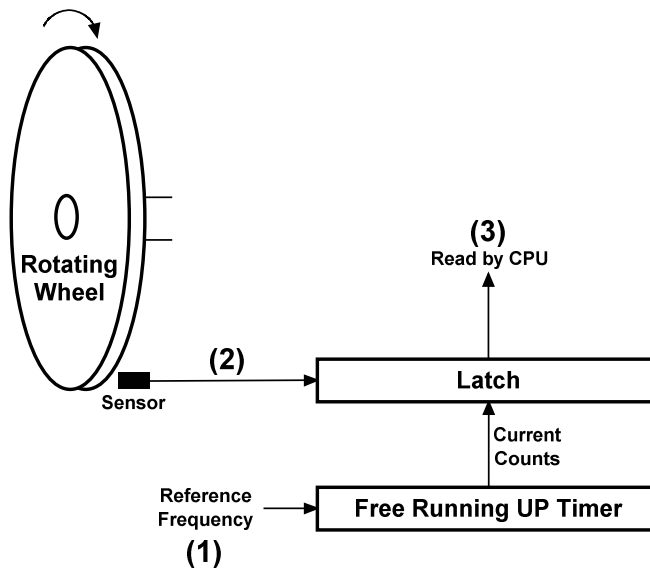 Rotating
Wheel
Sensor
(2)
(3)
Read by CPU
Latch
Current
Counts
Reference
Frequency
(1)
Free Running UP Timer